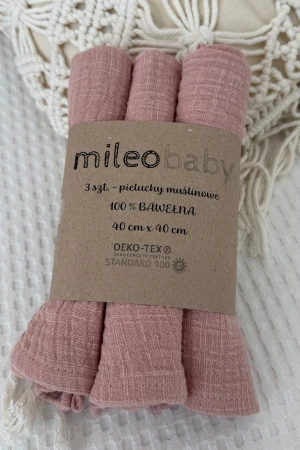 mileobaby
3 szt. - pieluchy muślinowe
100% BAWEŁNA
40 cm x 40 cm
OEKO-TEX®
STANDARD 100